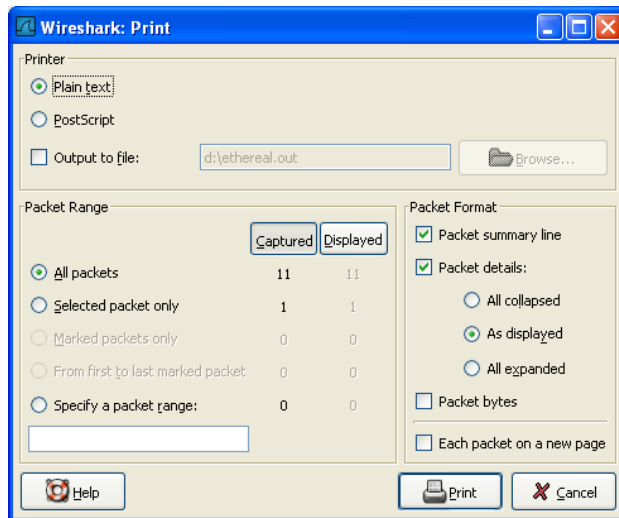 Wireshark: Print
Printer
Plain text
PostScript
Output to file: d:\ethereal.out Browse...
Packet Range
Captured Displayed
All packets 11 11
Selected packet only 1 1
Marked packets only 0 0
From first to last marked packet 0 0
Specify a packet range: 0 0
Packet Format
Packet summary line
Packet details:
All collapsed
As displayed
All expanded
Packet bytes
Each packet on a new page
Help Print Cancel